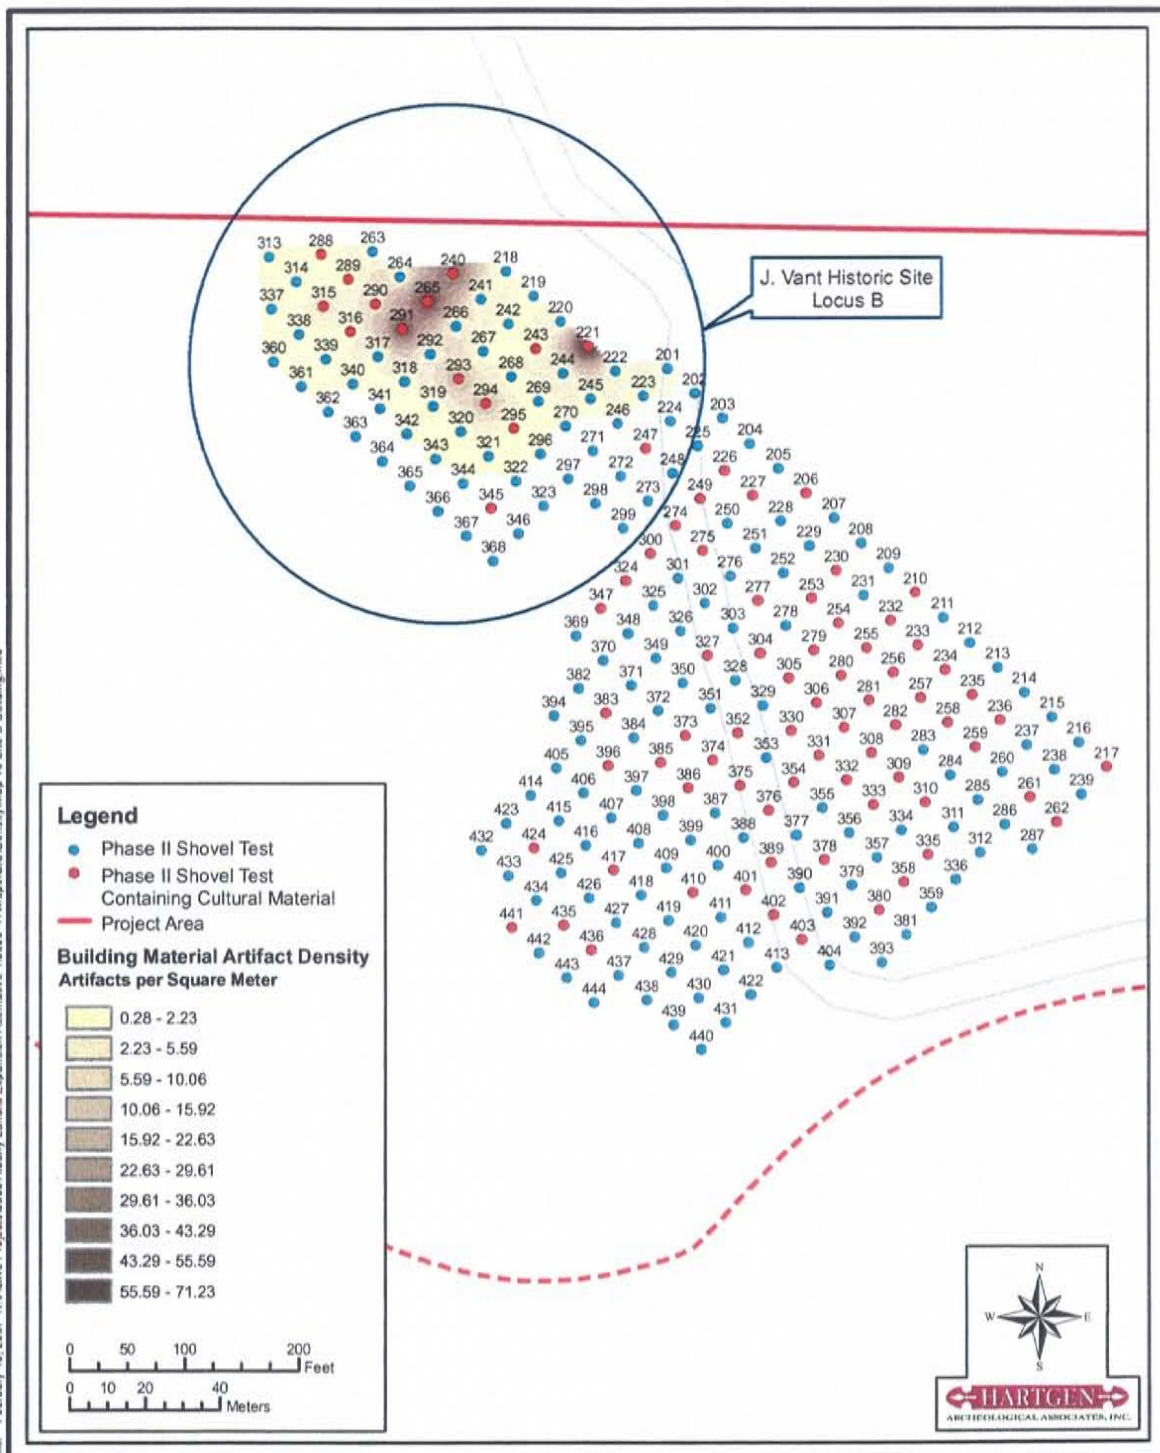 J. Vant Historic Site
Locus B
313 288 263
314 289 264 240 218
337 315 290 265 241 219
338 316 291 266 242 220
360 339 317 292 267 243 221
361 340 318 293 268 244 222 201
362 341 319 294 269 245 223 202
363 342 320 295 270 246 224 203
364 343 321 296 271 247 225 204
365 344 322 297 272 248 226 205
366 345 323 298 273 249 227 206
367 346 299 274 250 228 207
368 300 275 251 229 208
324 301 276 252 230 209
347 325 302 277 253 231 210
369 348 326 303 278 254 232 211
370 349 327 304 279 255 233 212
382 371 350 328 305 280 256 234 213
394 383 372 351 329 306 281 257 235 214
395 384 373 352 330 307 282 258 236 215
405 396 385 374 353 331 308 283 259 237 216
414 406 397 386 375 354 332 309 284 260 238 217
423 415 407 398 387 376 355 333 310 285 261 239
432 424 416 408 399 388 377 356 334 311 286 262
433 425 417 409 400 389 378 357 335 312 287
434 426 418 410 401 390 379 358 336
441 435 427 419 411 402 391 380 359
442 436 428 420 412 403 392 381
443 437 429 421 413 404 393
444 438 430 422
439 431
440
Legend
Phase II Shovel Test
Phase II Shovel Test
Containing Cultural Material
Project Area
Building Material Artifact Density
Artifacts per Square Meter
0.28 - 2.23
2.23 - 5.59
5.59 - 10.06
10.06 - 15.92
15.92 - 22.63
22.63 - 29.61
29.61 - 36.03
36.03 - 43.29
43.29 - 55.59
55.59 - 71.23
0 50 100 200
Feet
0 10 20 40
Meters
N
W E
S
HARTGEN
ARCHEOLOGICAL ASSOCIATES, INC.